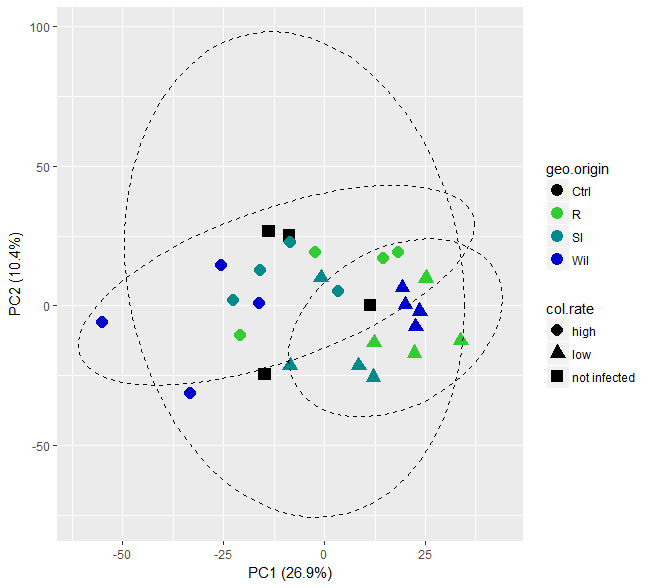 100
50
0
-50
PC2 (10.4%)
-50
-25
0
25
PC1 (26.9%)
geo.origin
Ctrl
R
SI
Wil
col.rate
high
low
not infected